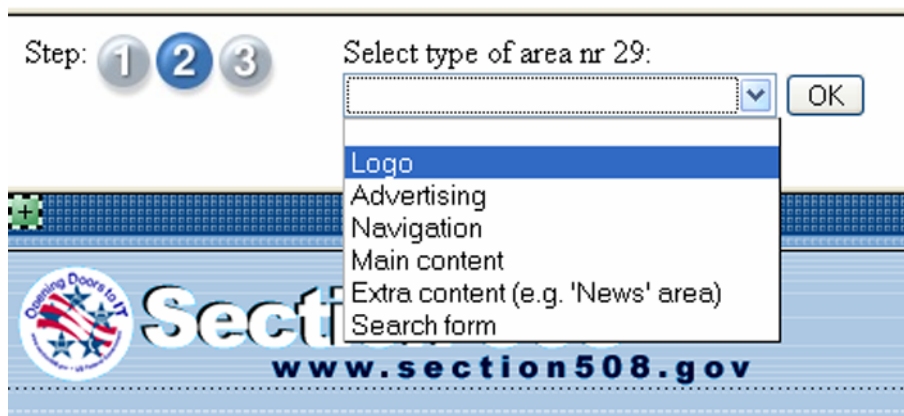 Step: 1 2 3
Select type of area nr 29:
OK
Logo
Advertising
Navigation
Main content
Extra content (e.g. 'News' area)
Search form
Opening Doors to IT
Secti
www.section508.gov